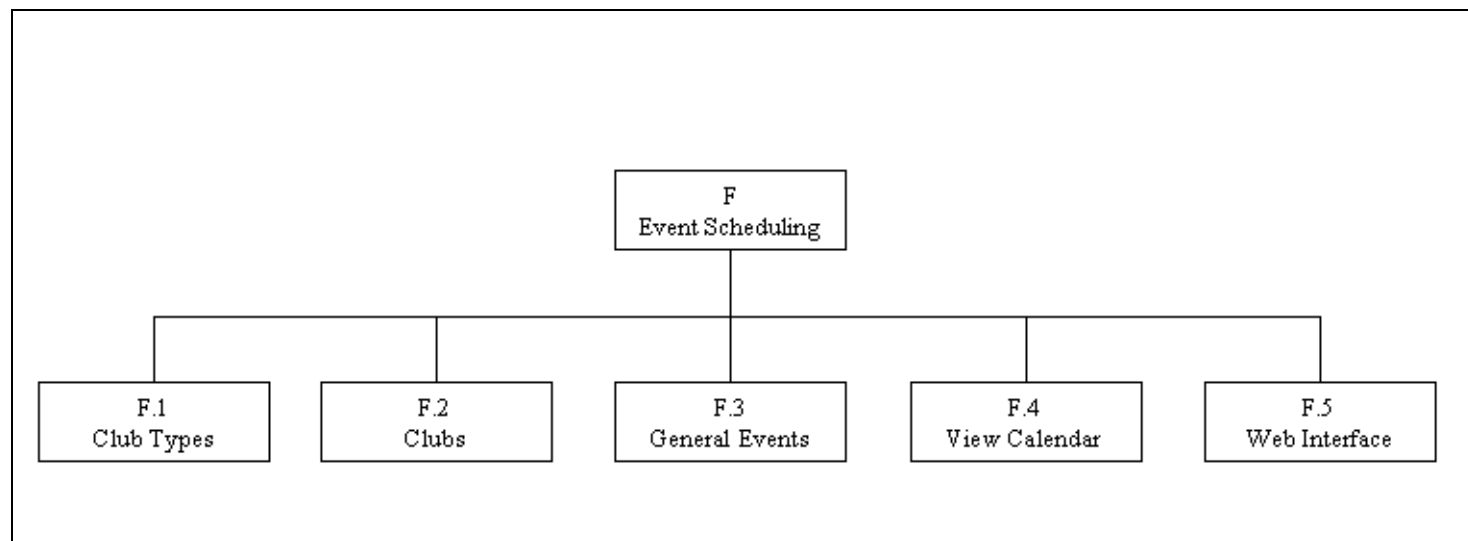 F
Event Scheduling
F.1
Club Types
F.2
Clubs
F.3
General Events
F.4
View Calendar
F.5
Web Interface